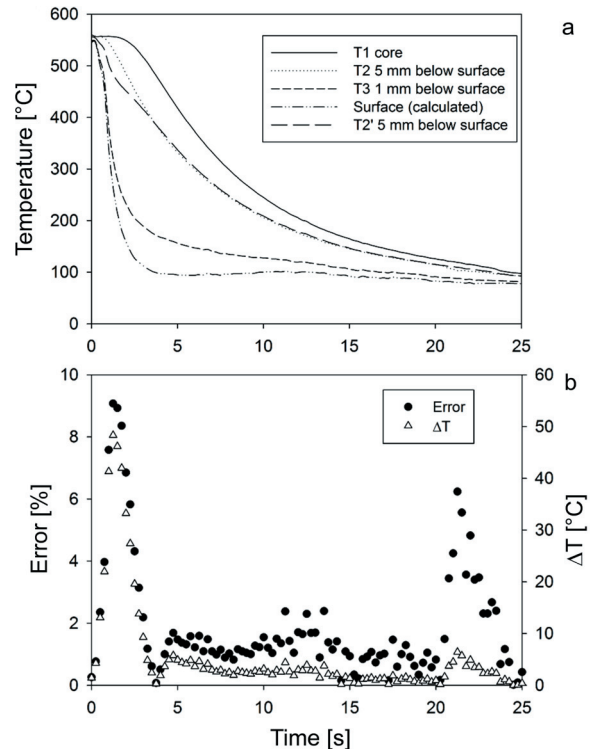 a
600
500
400
300
200
100
0
Temperature [°C]
T1 core
T2 5 mm below surface
T3 1 mm below surface
Surface (calculated)
T2' 5 mm below surface
0 5 10 15 20 25
b
10
8
6
4
2
0
Error [%]
Error
ΔT
60
50
40
30
20
10
0
ΔT [°C]
0 5 10 15 20 25
Time [s]